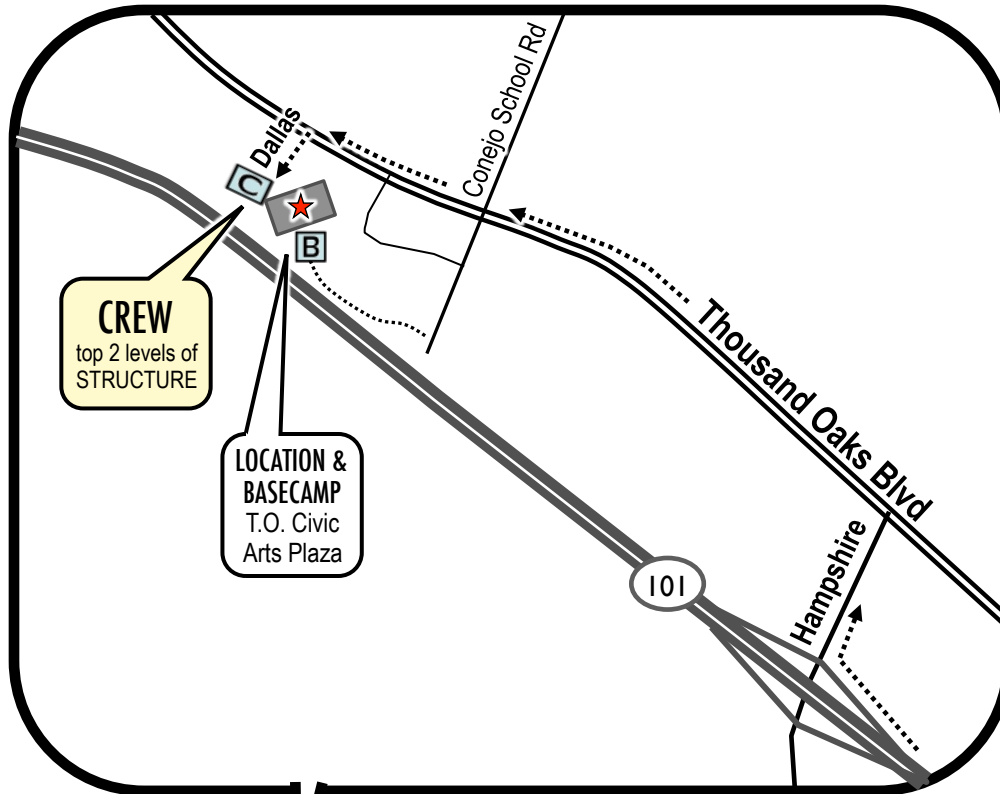 Conejo School Rd
Dallas
C
B
CREW
top 2 levels of
STRUCTURE
LOCATION &
BASECAMP
T.O. Civic
Arts Plaza
Thousand Oaks Blvd
101
Hampshire